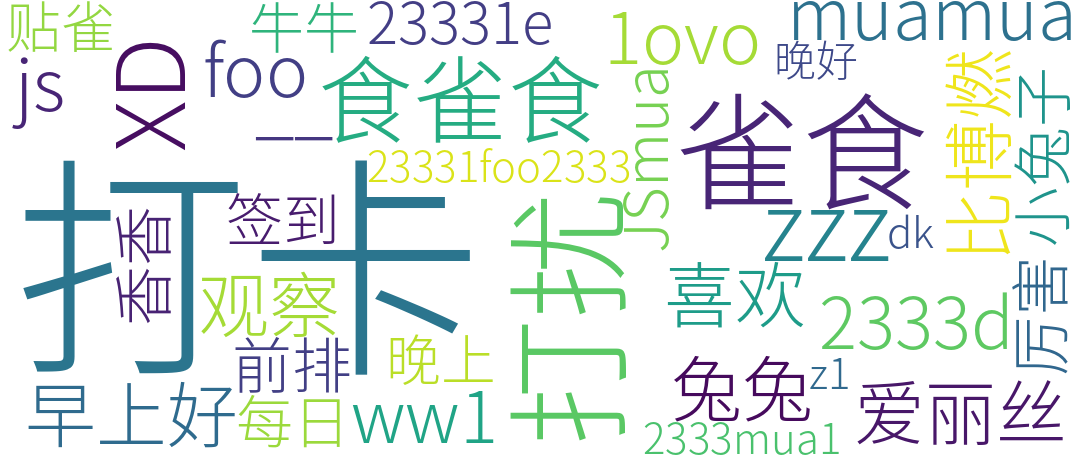 贴雀
牛牛
23331e
1ovo
muamua
晚好
js
XD
foo
食雀食
jsmua
雀食
比博燃
小兔子
__
23331foo2333
打卡
香香
签到
打扰
zzz
dk
观察
喜欢
2333d
厉害
前排
晚上
兔兔
z1
爱丽丝
早上好
每日
ww1
2333mua1